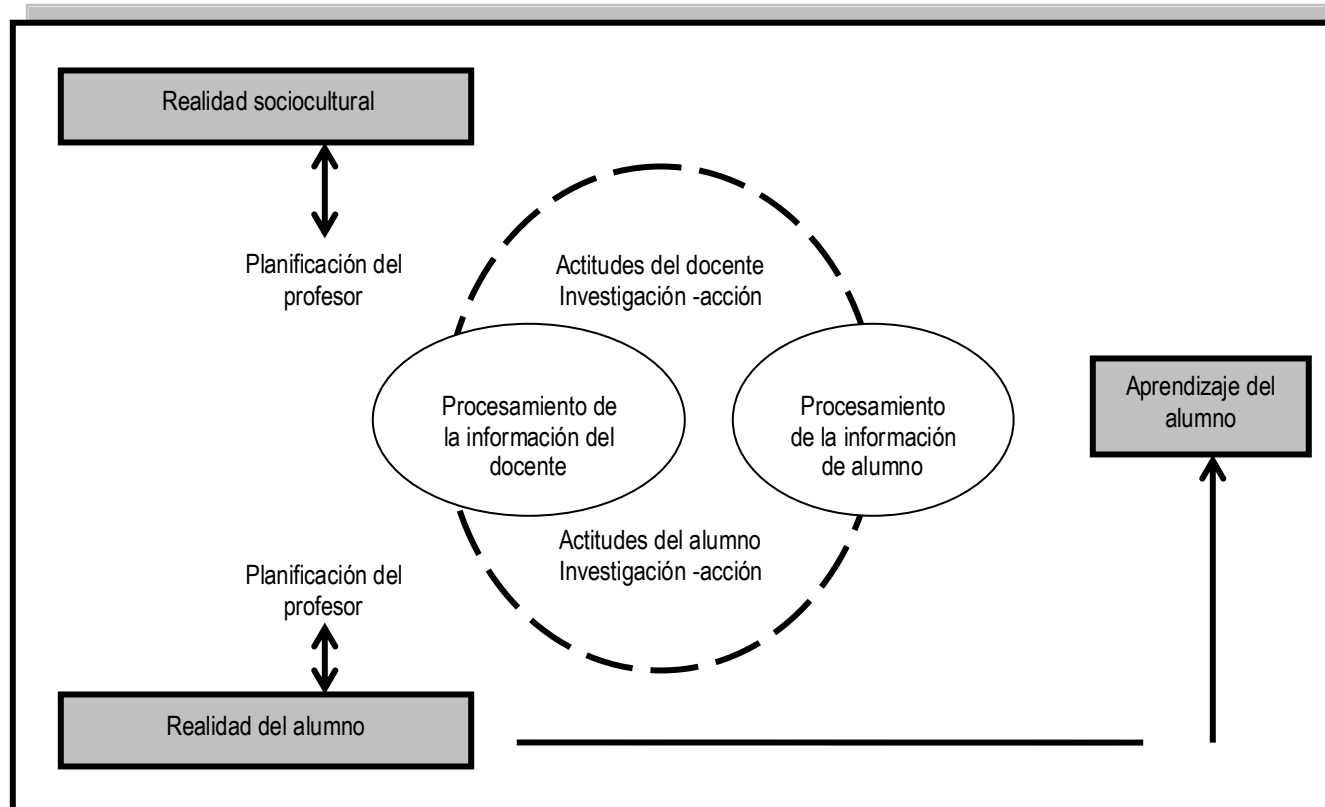 Realidad sociocultural
Planificación del
profesor
Actitudes del docente
Investigación -acción
Procesamiento de
la información del
docente
Procesamiento
de la información
de alumno
Aprendizaje del
alumno
Actitudes del alumno
Investigación -acción
Planificación del
profesor
Realidad del alumno